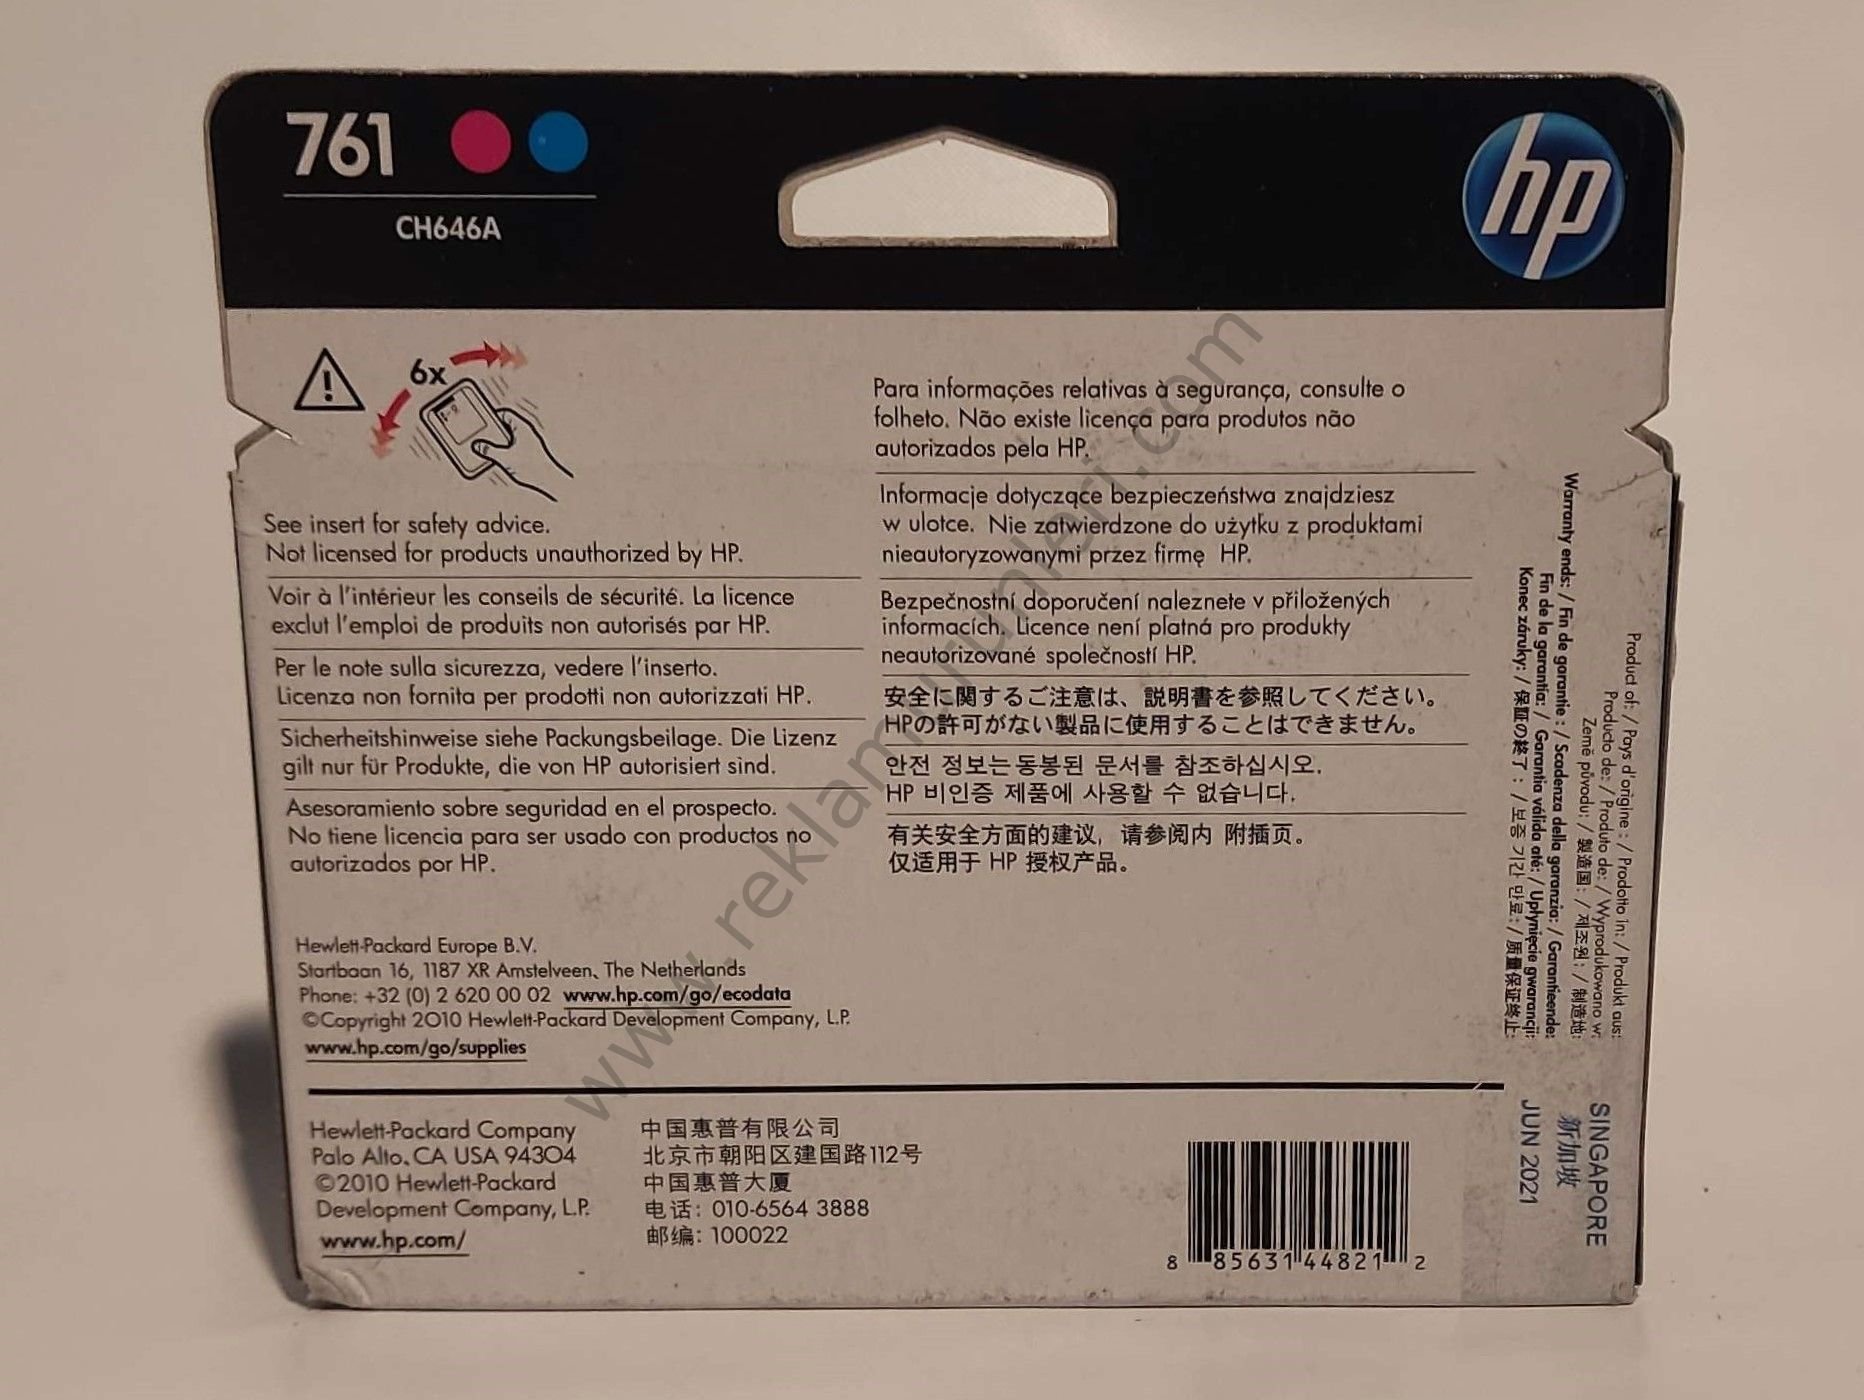 761
CH646A
hp
6x
See insert for safety advice.
Not licensed for products unauthorized by HP.
Voir à l'intérieur les conseils de sécurité. La licence
exclut l'emploi de produits non autorisés par HP.
Per le note sulla sicurezza, vedere l'inserto.
Licenza non fornita per prodotti non autorizzati HP.
Sicherheitshinweise siehe Packungsbeilage. Die Lizenz
gilt nur für Produkte, die von HP autorisiert sind.
Asesoramiento sobre seguridad en el prospecto.
No tiene licencia para ser usado con productos no
autorizados por HP.
Para informações relativas à segurança, consulte o
folheto. Não existe licença para produtos não
autorizados pela HP.
Informacje dotyczące bezpieczeństwa znajdziesz
w ulotce. Nie zatwierdzone do użytku z produktami
nieautoryzowanymi przez firmę HP.
Bezpečnostní doporučení naleznete v přiložených
informacích. Licence není platná pro produkty
neautorizované společností HP.
安全に関するご注意は、説明書を参照してください。
HPの許可がない製品に使用することはできません。
안전 정보는 동봉된 문서를 참조하십시오.
HP 비인증 제품에 사용할 수 없습니다.
有关安全方面的建议，请参阅内 附插页。
仅适用于 HP 授权产品。
Hewlett-Packard Europe B.V.
Startbaan 16, 1187 XR Amstelveen, The Netherlands
Phone: +32 (0) 2 620 00 02 www.hp.com/go/ecodata
©Copyright 2010 Hewlett-Packard Development Company, L.P.
www.hp.com/go/supplies
Hewlett-Packard Company
Palo Alto, CA USA 94304
©2010 Hewlett-Packard
Development Company, L.P.
www.hp.com/
中国惠普有限公司
北京市朝阳区建国路112号
中国惠普大厦
电话: 010-6564 3888
邮编: 100022
8 85631 44821 2
Product of: / Pays d'origine : / Prodotto in: / Produkt aus:
Producto de: / Produto de: / Wyprodukowano w:
Země původu: / 製造国: / 제조원: / 制造地:
Warranty ends: / Fin de garantie : / Scadenza della garanzia: / Garantieende:
Fin de la garantía: / Garantia válida até: / Upłynięcie gwarancji:
Konec záruky: / 保証の終了: / 보증 기간 만료: / 质量保证终止:
SINGAPORE
新加坡
JUN 2021
www.reklamurunleri.com